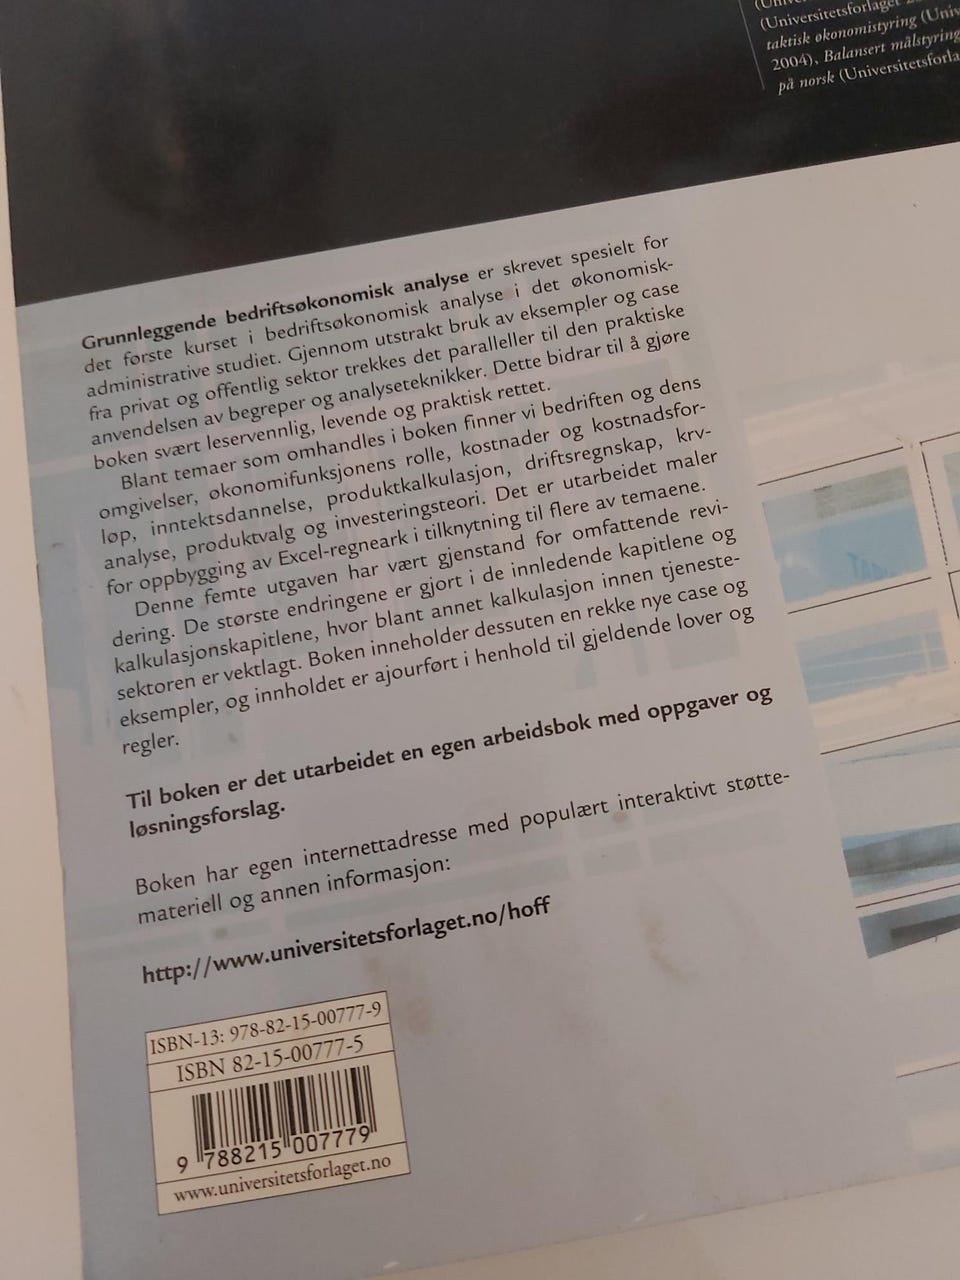 (Universitetsforlaget
taktisk økonomistyring (Univ
2004), Balansert målstyring
på norsk (Universitetsforla
Grunnleggende bedriftsøkonomisk analyse er skrevet spesielt for
det første kurset i bedriftsøkonomisk analyse i det økonomisk-
administrative studiet. Gjennom utstrakt bruk av eksempler og case
fra privat og offentlig sektor trekkes det paralleller til den praktiske
anvendelsen av begreper og analyseteknikker. Dette bidrar til å gjøre
boken svært leservennlig, levende og praktisk rettet.
Blant temaer som omhandles i boken finner vi bedriften og dens
omgivelser, økonomifunksjonens rolle, kostnader og kostnadsfor-
løp, inntektsdannelse, produktkalkulasjon, driftsregnskap, krv-
analyse, produktvalg og investeringsteori. Det er utarbeidet maler
for oppbygging av Excel-regneark i tilknytning til flere av temaene.
Denne femte utgaven har vært gjenstand for omfattende revi-
dering. De største endringene er gjort i de innledende kapitlene og
kalkulasjonskapitlene, hvor blant annet kalkulasjon innen tjeneste-
sektoren er vektlagt. Boken inneholder dessuten en rekke nye case og
eksempler, og innholdet er ajourført i henhold til gjeldende lover og
regler.
Til boken er det utarbeidet en egen arbeidsbok med oppgaver og
løsningsforslag.
Boken har egen internettadresse med populært interaktivt støtte-
materiell og annen informasjon:
http://www.universitetsforlaget.no/hoff
ISBN-13: 978-82-15-00777-9
ISBN 82-15-00777-5
9 788215 007779
www.universitetsforlaget.no